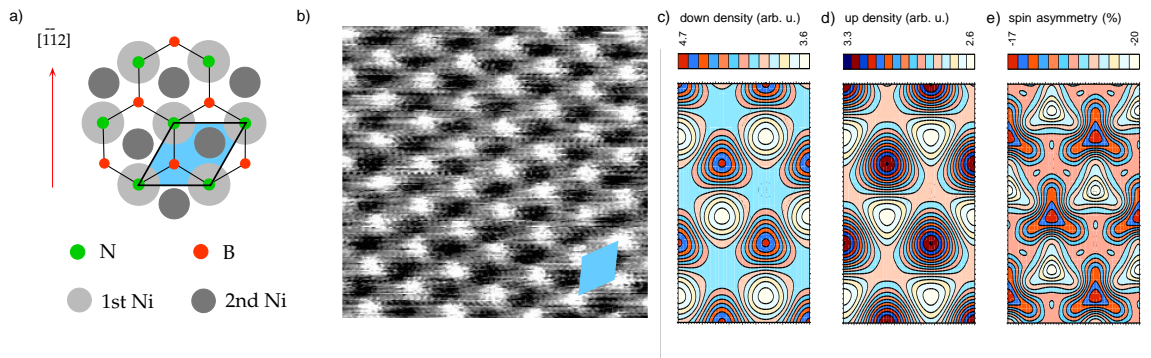 a)
[1̅1̅2]
N
B
1st Ni
2nd Ni
b)
c)
down density (arb. u.)
4.7
3.6
d)
up density (arb. u.)
3.3
2.6
e)
spin asymmetry (%)
-17
-20